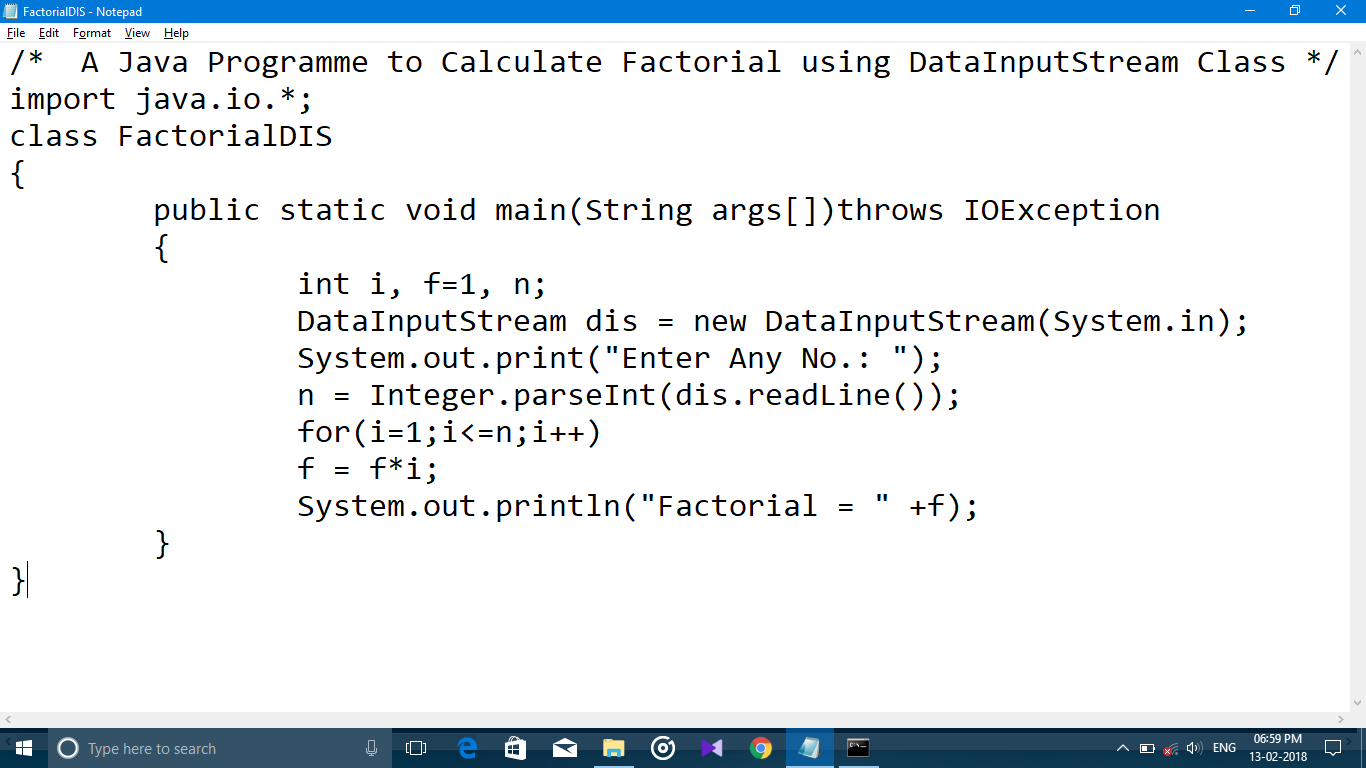 FactorialDIS - Notepad
File Edit Format View Help
/*  A Java Programme to Calculate Factorial using DataInputStream Class */
import java.io.*;
class FactorialDIS
{
        public static void main(String args[])throws IOException
        {
                int i, f=1, n;
                DataInputStream dis = new DataInputStream(System.in);
                System.out.print("Enter Any No.: ");
                n = Integer.parseInt(dis.readLine());
                for(i=1;i<=n;i++)
                f = f*i;
                System.out.println("Factorial = " +f);
        }
}
Type here to search
ENG
06:59 PM
13-02-2018